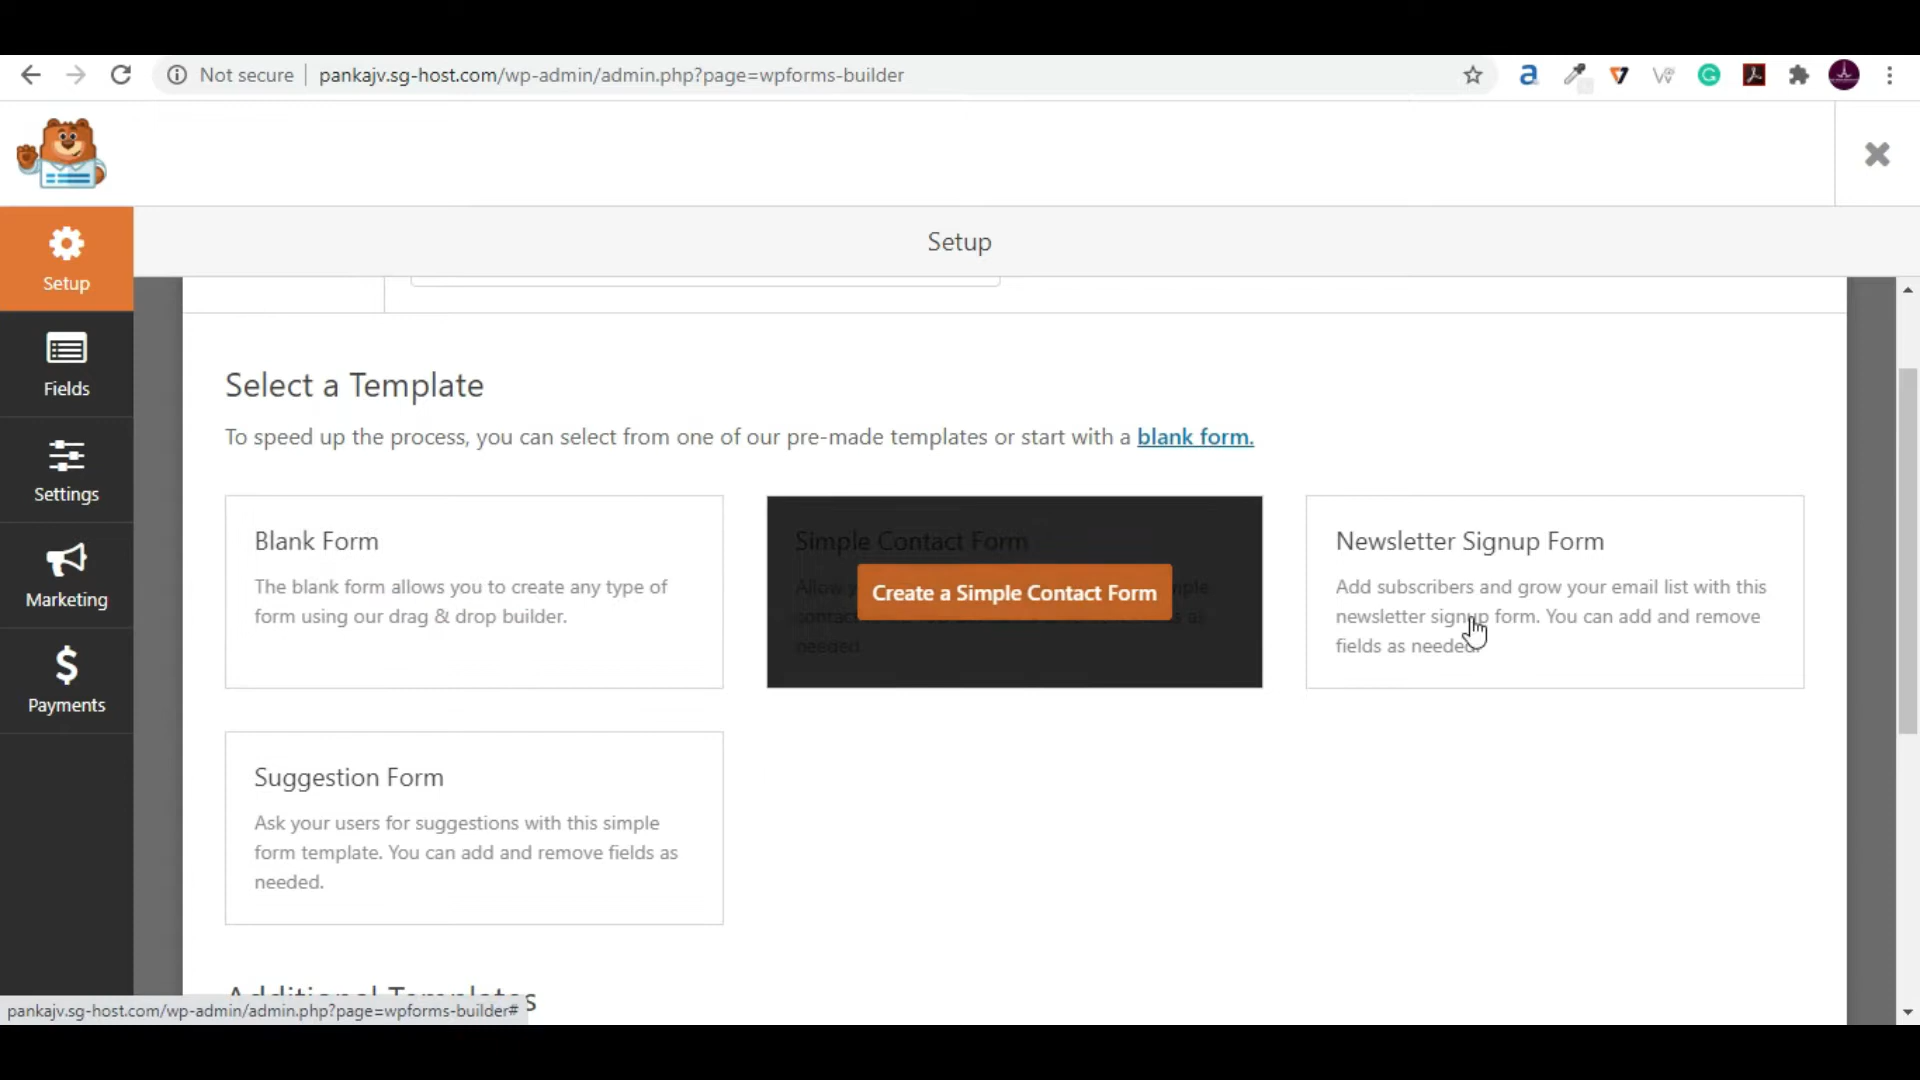 Not secure
pankajv.sg-host.com/wp-admin/admin.php?page=wpforms-builder
Setup
Setup
Fields
Settings
Marketing
Payments
Select a Template
To speed up the process, you can select from one of our pre-made templates or start with a blank form.
Blank Form
The blank form allows you to create any type of
form using our drag & drop builder.
Simple Contact Form
Create a Simple Contact Form
needed.
Newsletter Signup Form
Add subscribers and grow your email list with this
newsletter signup form. You can add and remove
fields as needed.
Suggestion Form
Ask your users for suggestions with this simple
form template. You can add and remove fields as
needed.
Additional Templates
pankajv.sg-host.com/wp-admin/admin.php?page=wpforms-builder#